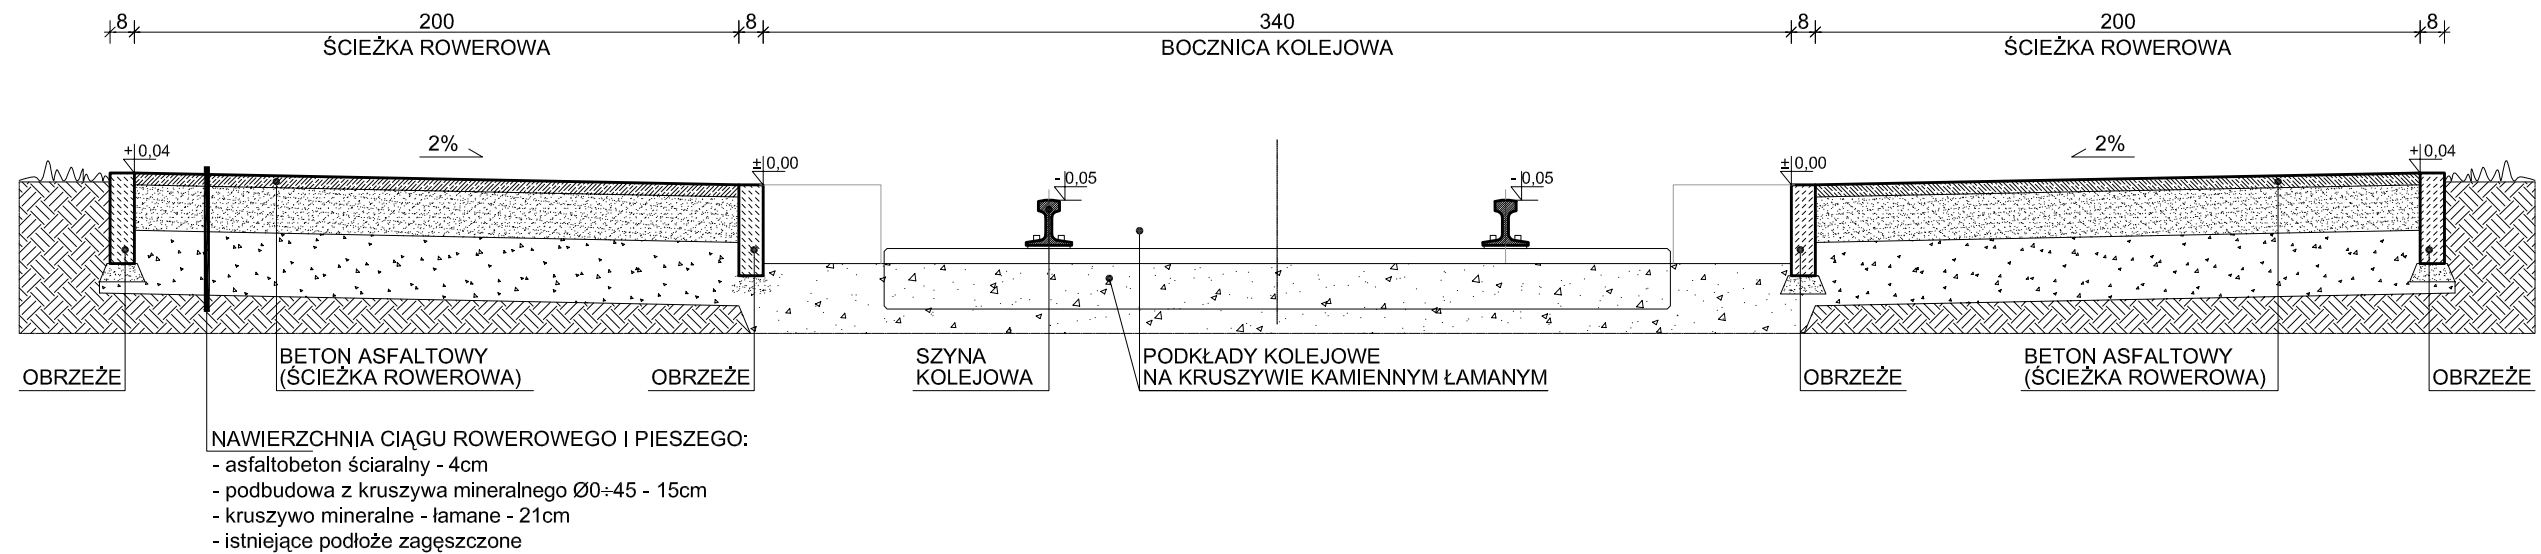 8 200 8 340 8 200 8
ŚCIEŻKA ROWEROWA BOCZNICA KOLEJOWA ŚCIEŻKA ROWEROWA
2% 2%
+0,04 ±0,00 ±0,00 +0,04
-0,05 -0,05
BETON ASFALTOWY SZYNA PODKŁADY KOLEJOWE BETON ASFALTOWY
OBRZEŻE (ŚCIEŻKA ROWEROWA) OBRZEŻE KOLEJOWA NA KRUSZYWIE KAMIENNYM ŁAMANYM OBRZEŻE (ŚCIEŻKA ROWEROWA) OBRZEŻE
NAWIERZCHNIA CIĄGU ROWEROWEGO I PIESZEGO:
- asfaltobeton ściaralny - 4cm
- podbudowa z kruszywa mineralnego Ø0÷45 - 15cm
- kruszywo mineralne - łamane - 21cm
- istniejące podłoże zagęszczone